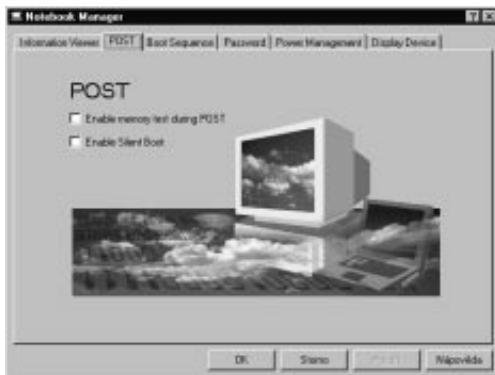 Notebook Manager
Information Viewer POST Boot Sequence Password Power Management Display Device
POST
Enable memory test during POST
Enable Silent Boot
OK Storno Nápověda